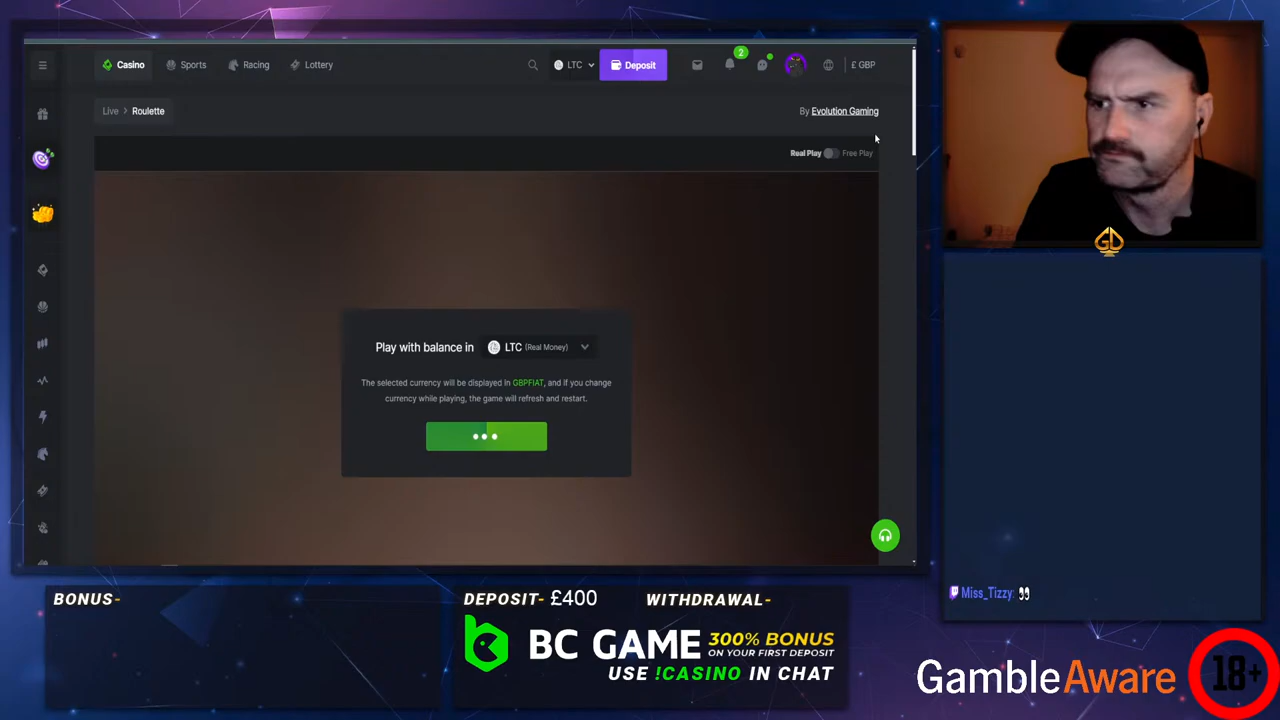 Casino
Sports
Racing
Lottery
LTC
Deposit
2
£ GBP
Live > Roulette
By Evolution Gaming
Real Play
Free Play
Play with balance in
LTC (Real Money)
The selected currency will be displayed in GBPFIAT, and if you change
currency while playing, the game will refresh and restart.
GD
Miss_Tizzy:
BONUS-
DEPOSIT- £400
WITHDRAWAL-
BC GAME
300% BONUS
ON YOUR FIRST DEPOSIT
USE !CASINO IN CHAT
GambleAware
18+